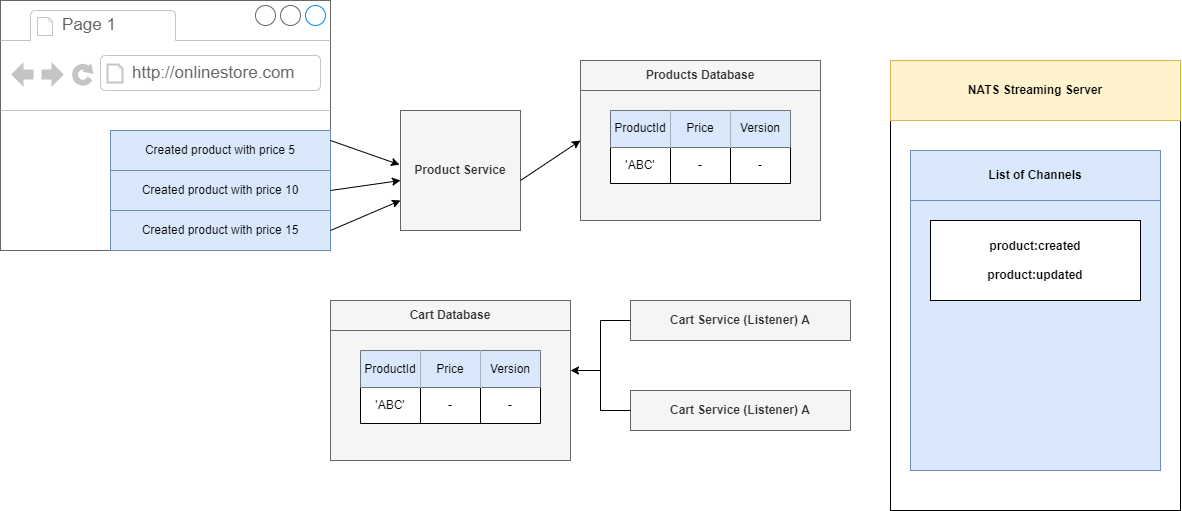 Page 1
http://onlinestore.com
Created product with price 5
Created product with price 10
Created product with price 15
Product Service
Products Database
ProductId Price Version
'ABC' - -
NATS Streaming Server
List of Channels
product:created
product:updated
Cart Database
ProductId Price Version
'ABC' - -
Cart Service (Listener) A
Cart Service (Listener) A